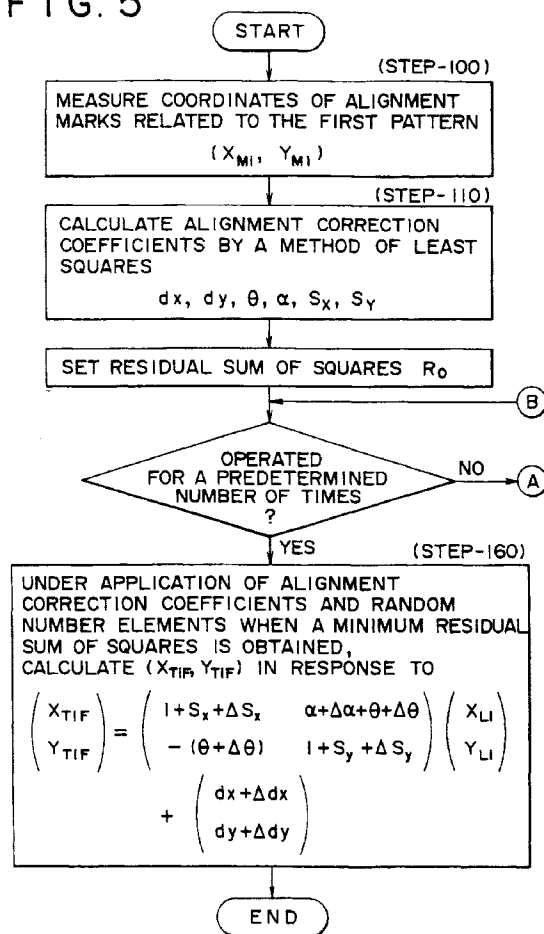 FIG. 5
START
(STEP-100)
MEASURE COORDINATES OF ALIGNMENT
MARKS RELATED TO THE FIRST PATTERN
(X_MI, Y_MI)
(STEP-110)
CALCULATE ALIGNMENT CORRECTION
COEFFICIENTS BY A METHOD OF LEAST
SQUARES
dx, dy, θ, α, S_X, S_Y
SET RESIDUAL SUM OF SQUARES R_0
B
OPERATED
FOR A PREDETERMINED
NUMBER OF TIMES
?
NO
A
YES
(STEP-160)
UNDER APPLICATION OF ALIGNMENT
CORRECTION COEFFICIENTS AND RANDOM
NUMBER ELEMENTS WHEN A MINIMUM RESIDUAL
SUM OF SQUARES IS OBTAINED,
CALCULATE (X_TIF, Y_TIF) IN RESPONSE TO
(X_TIF) = (1+S_x+ΔS_x α+Δα+θ+Δθ) (X_LI)
(Y_TIF) (-(θ+Δθ) 1+S_y+ΔS_y) (Y_LI)
+ (dx+Δdx)
(dy+Δdy)
END